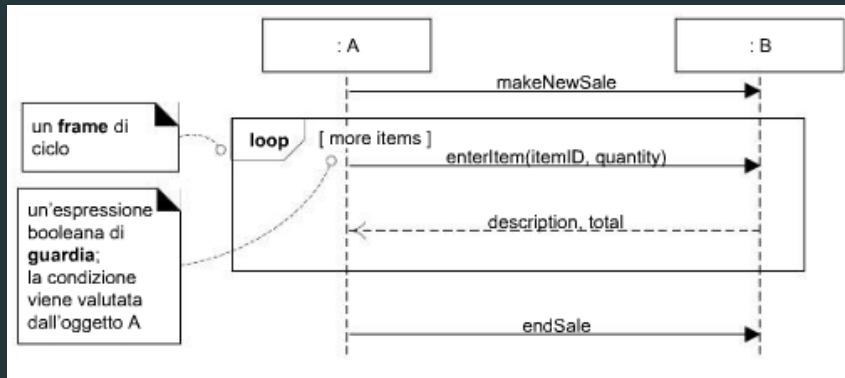 : A
: B
makeNewSale
un frame di
ciclo
loop
[ more items ]
enterItem(itemID, quantity)
un'espressione
booleana di
guardia;
la condizione
viene valutata
dall'oggetto A
description, total
endSale